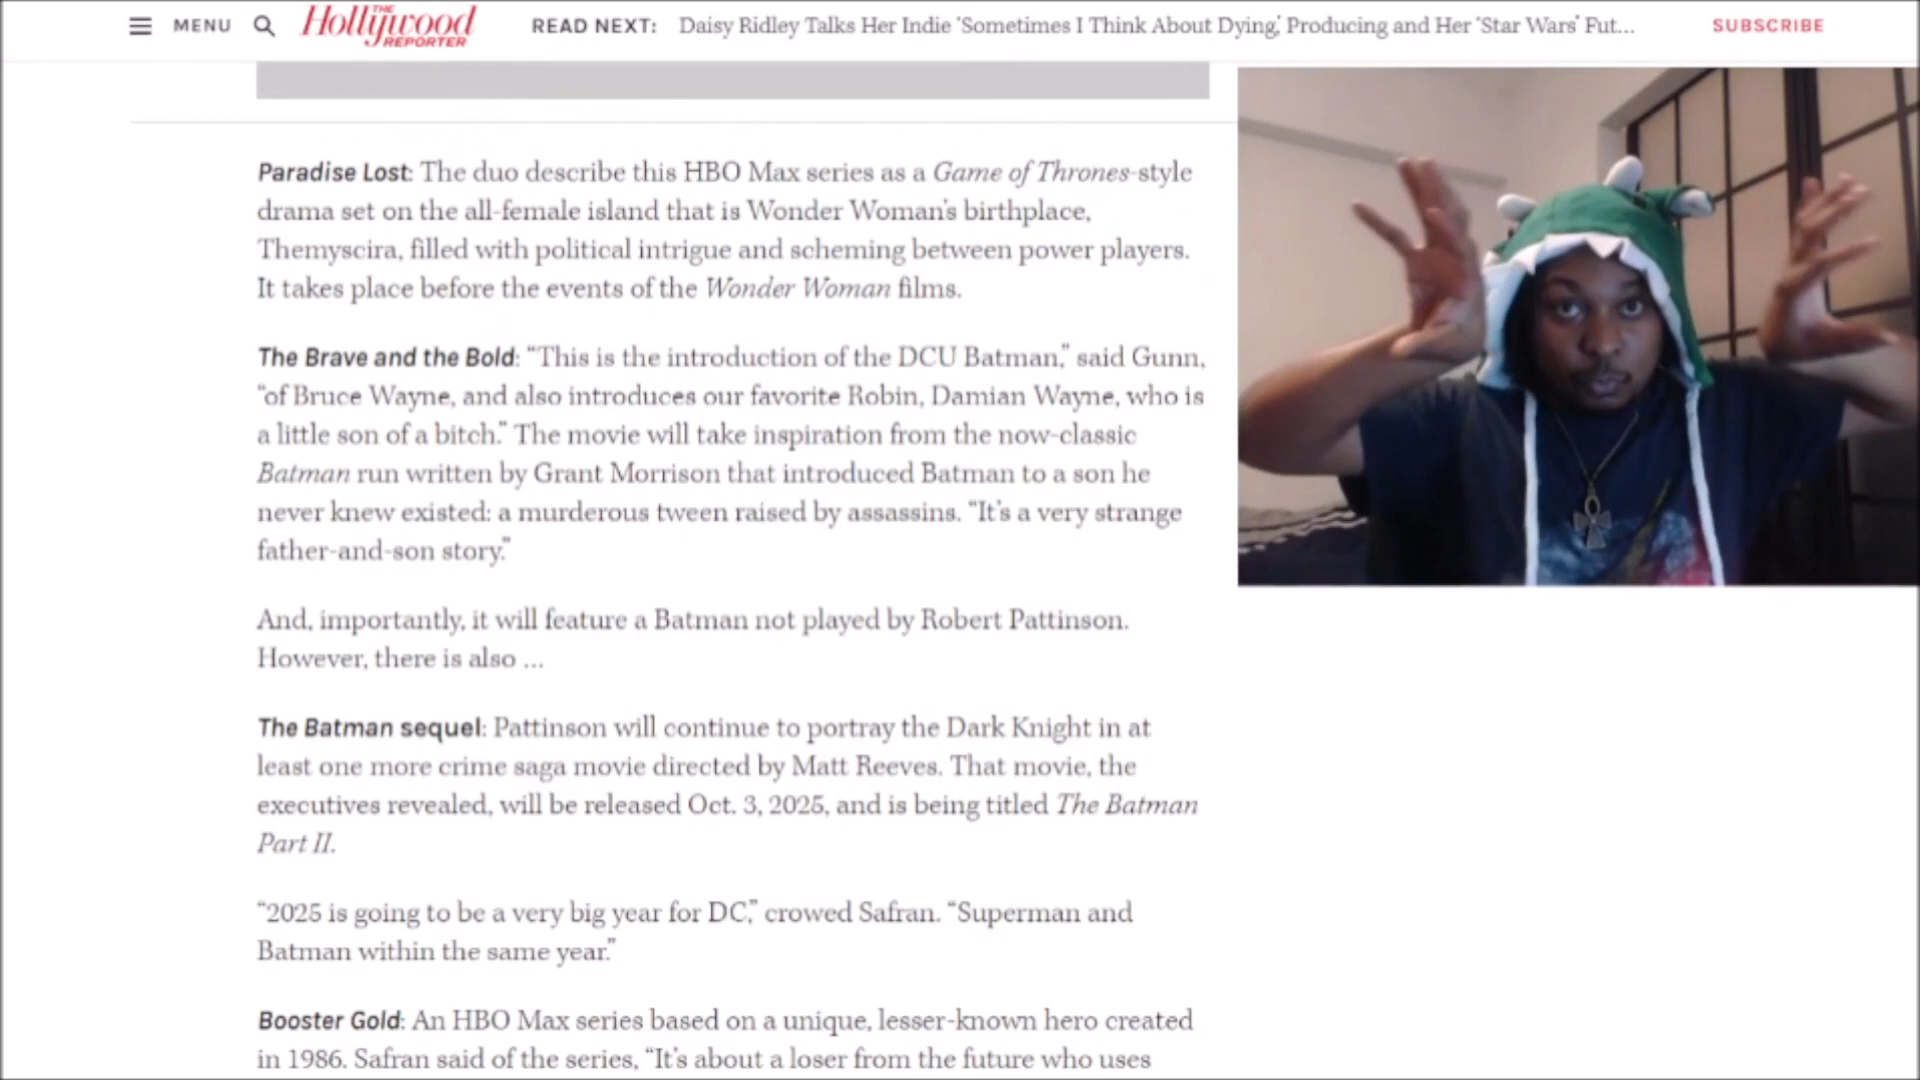 MENU
THE
Hollywood
REPORTER
READ NEXT: Daisy Ridley Talks Her Indie ‘Sometimes I Think About Dying,’ Producing and Her ‘Star Wars’ Fut...
SUBSCRIBE
Paradise Lost: The duo describe this HBO Max series as a Game of Thrones-style
drama set on the all-female island that is Wonder Woman’s birthplace,
Themyscira, filled with political intrigue and scheming between power players.
It takes place before the events of the Wonder Woman films.
The Brave and the Bold: “This is the introduction of the DCU Batman,” said Gunn,
“of Bruce Wayne, and also introduces our favorite Robin, Damian Wayne, who is
a little son of a bitch.” The movie will take inspiration from the now-classic
Batman run written by Grant Morrison that introduced Batman to a son he
never knew existed: a murderous tween raised by assassins. “It’s a very strange
father-and-son story.”
And, importantly, it will feature a Batman not played by Robert Pattinson.
However, there is also ...
The Batman sequel: Pattinson will continue to portray the Dark Knight in at
least one more crime saga movie directed by Matt Reeves. That movie, the
executives revealed, will be released Oct. 3, 2025, and is being titled The Batman
Part II.
“2025 is going to be a very big year for DC,” crowed Safran. “Superman and
Batman within the same year.”
Booster Gold: An HBO Max series based on a unique, lesser-known hero created
in 1986. Safran said of the series, “It’s about a loser from the future who uses